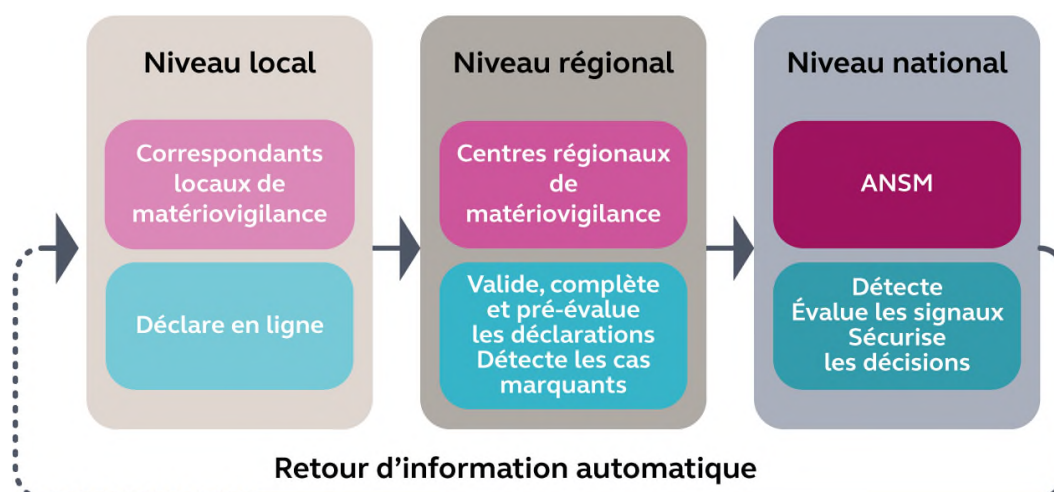 Niveau local
Correspondants
locaux de
matériovigilance
Déclare en ligne
Niveau régional
Centres régionaux
de
matériovigilance
Valide, complète
et pré-évalue
les déclarations
Détecte les cas
marquants
Niveau national
ANSM
Détecte
Évalue les signaux
Sécurise
les décisions
Retour d’information automatique